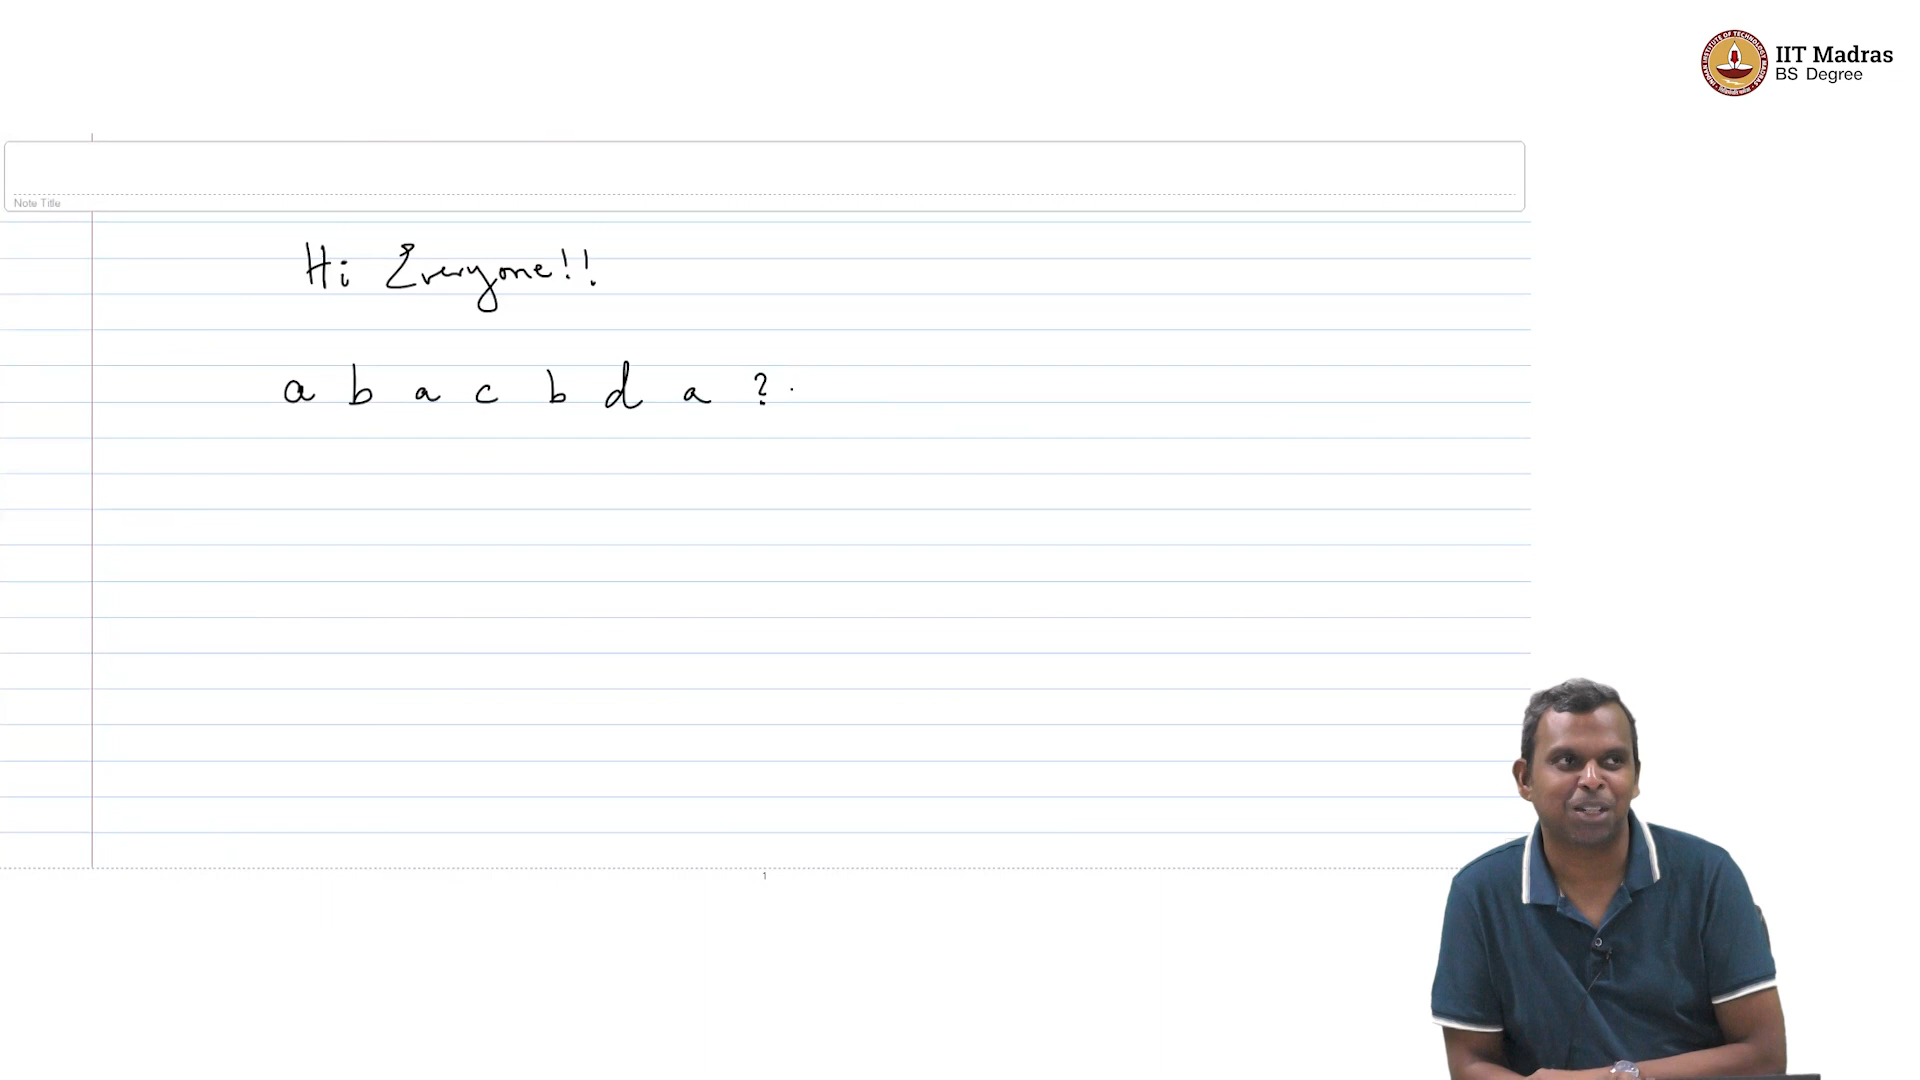 IIT Madras
BS Degree
Note Title
Hi Everyone!!
a b a c b d a ? .
1